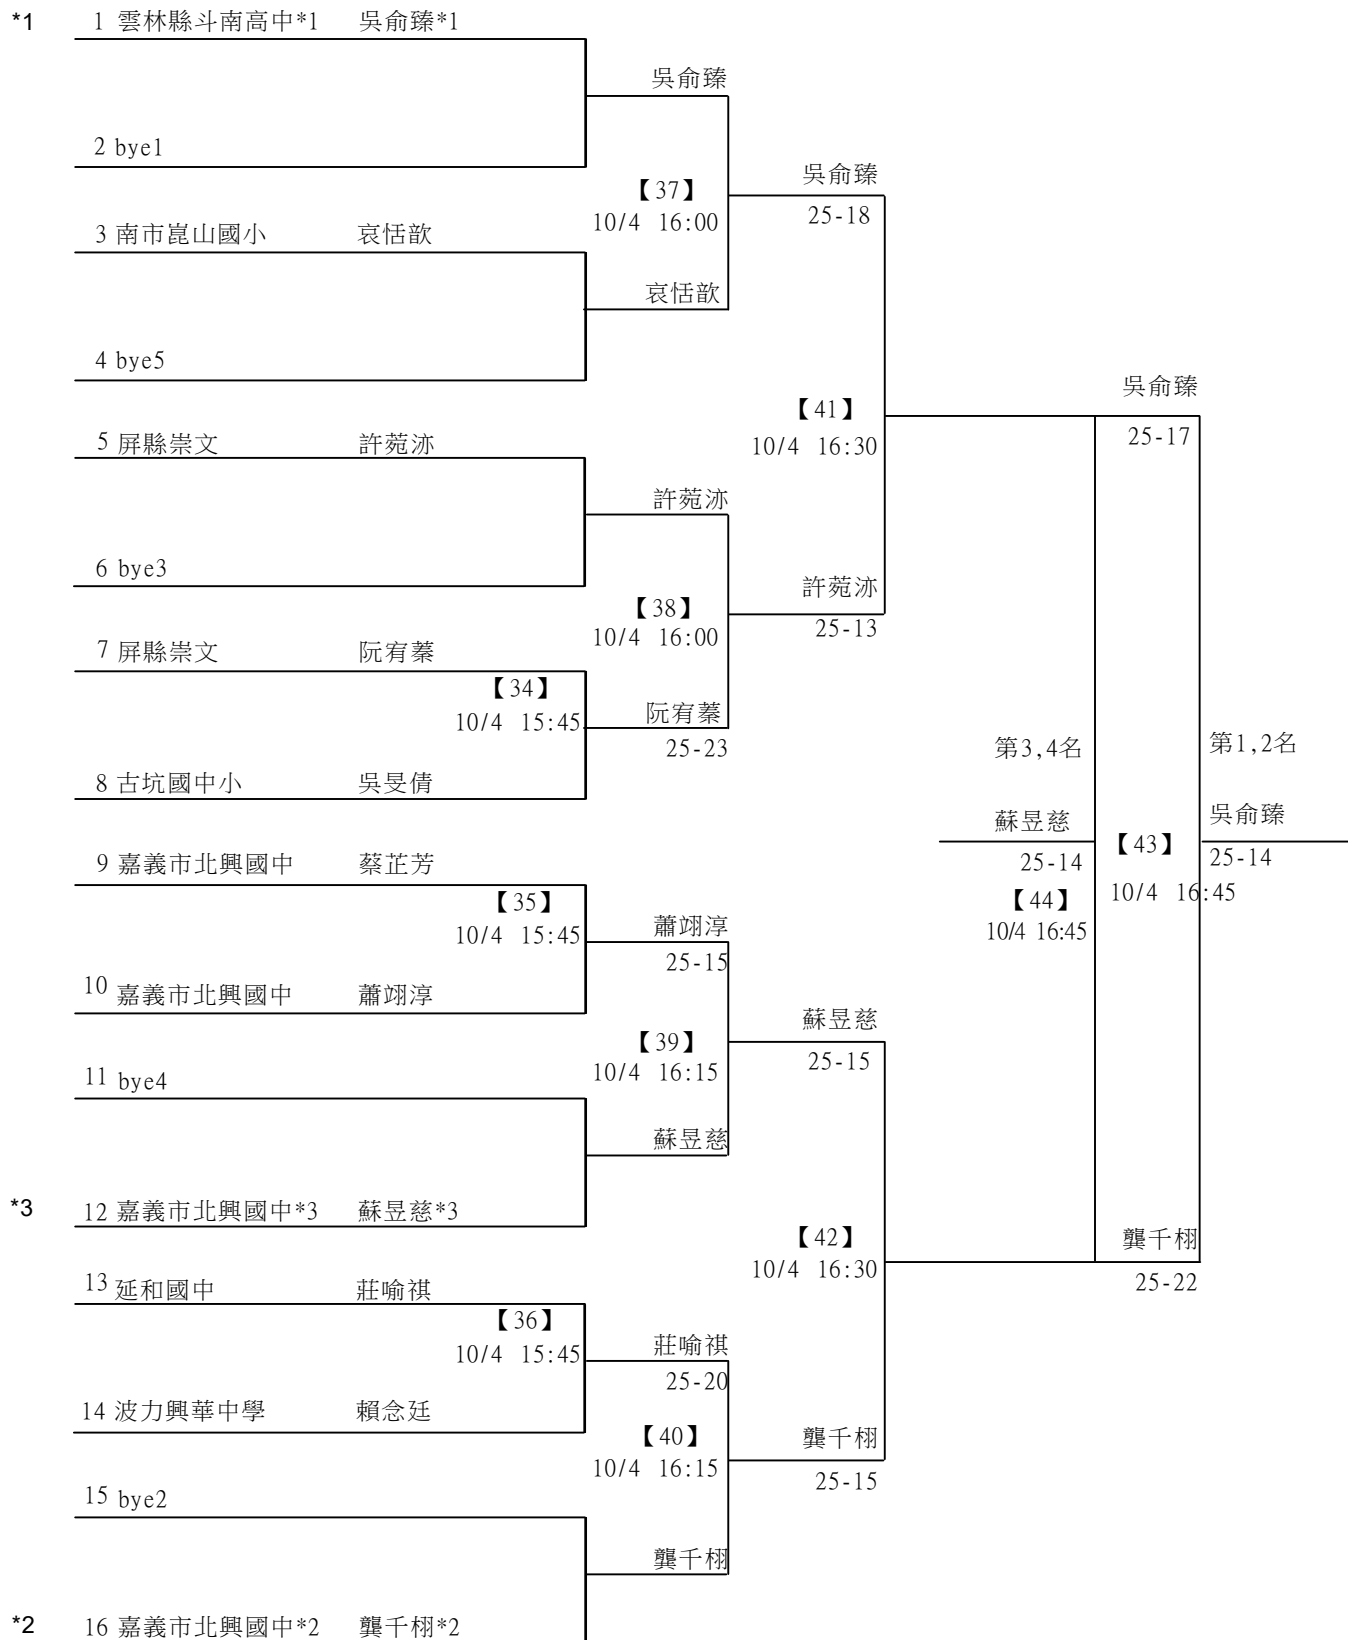 *1 1 雲林縣斗南高中*1 吳俞臻*1
吳俞臻
2 bye1
吳俞臻
【37】
25-18
3 南市崑山國小 哀恬歆
10/4 16:00
哀恬歆
4 bye5
吳俞臻
【41】
25-17
5 屏縣崇文 許菀洂
10/4 16:30
許菀洂
6 bye3
許菀洂
【38】
25-13
10/4 16:00
7 屏縣崇文 阮宥蓁
【34】
10/4 15:45
阮宥蓁
25-23
第3,4名
第1,2名
8 古坑國中小 吳旻倩
蘇昱慈
吳俞臻
【43】
25-14
25-14
9 嘉義市北興國中 蔡芷芳
10/4 16:45
【35】
【44】
10/4 15:45
蕭翊淳
10/4 16:45
25-15
10 嘉義市北興國中 蕭翊淳
蘇昱慈
【39】
25-15
11 bye4
10/4 16:15
蘇昱慈
*3 12 嘉義市北興國中*3 蘇昱慈*3
【42】
龔千栩
10/4 16:30
25-22
13 延和國中 莊喻祺
【36】
10/4 15:45
莊喻祺
25-20
14 波力興華中學 賴念廷
【40】
龔千栩
10/4 16:15
25-15
15 bye2
龔千栩
*2 16 嘉義市北興國中*2 龔千栩*2